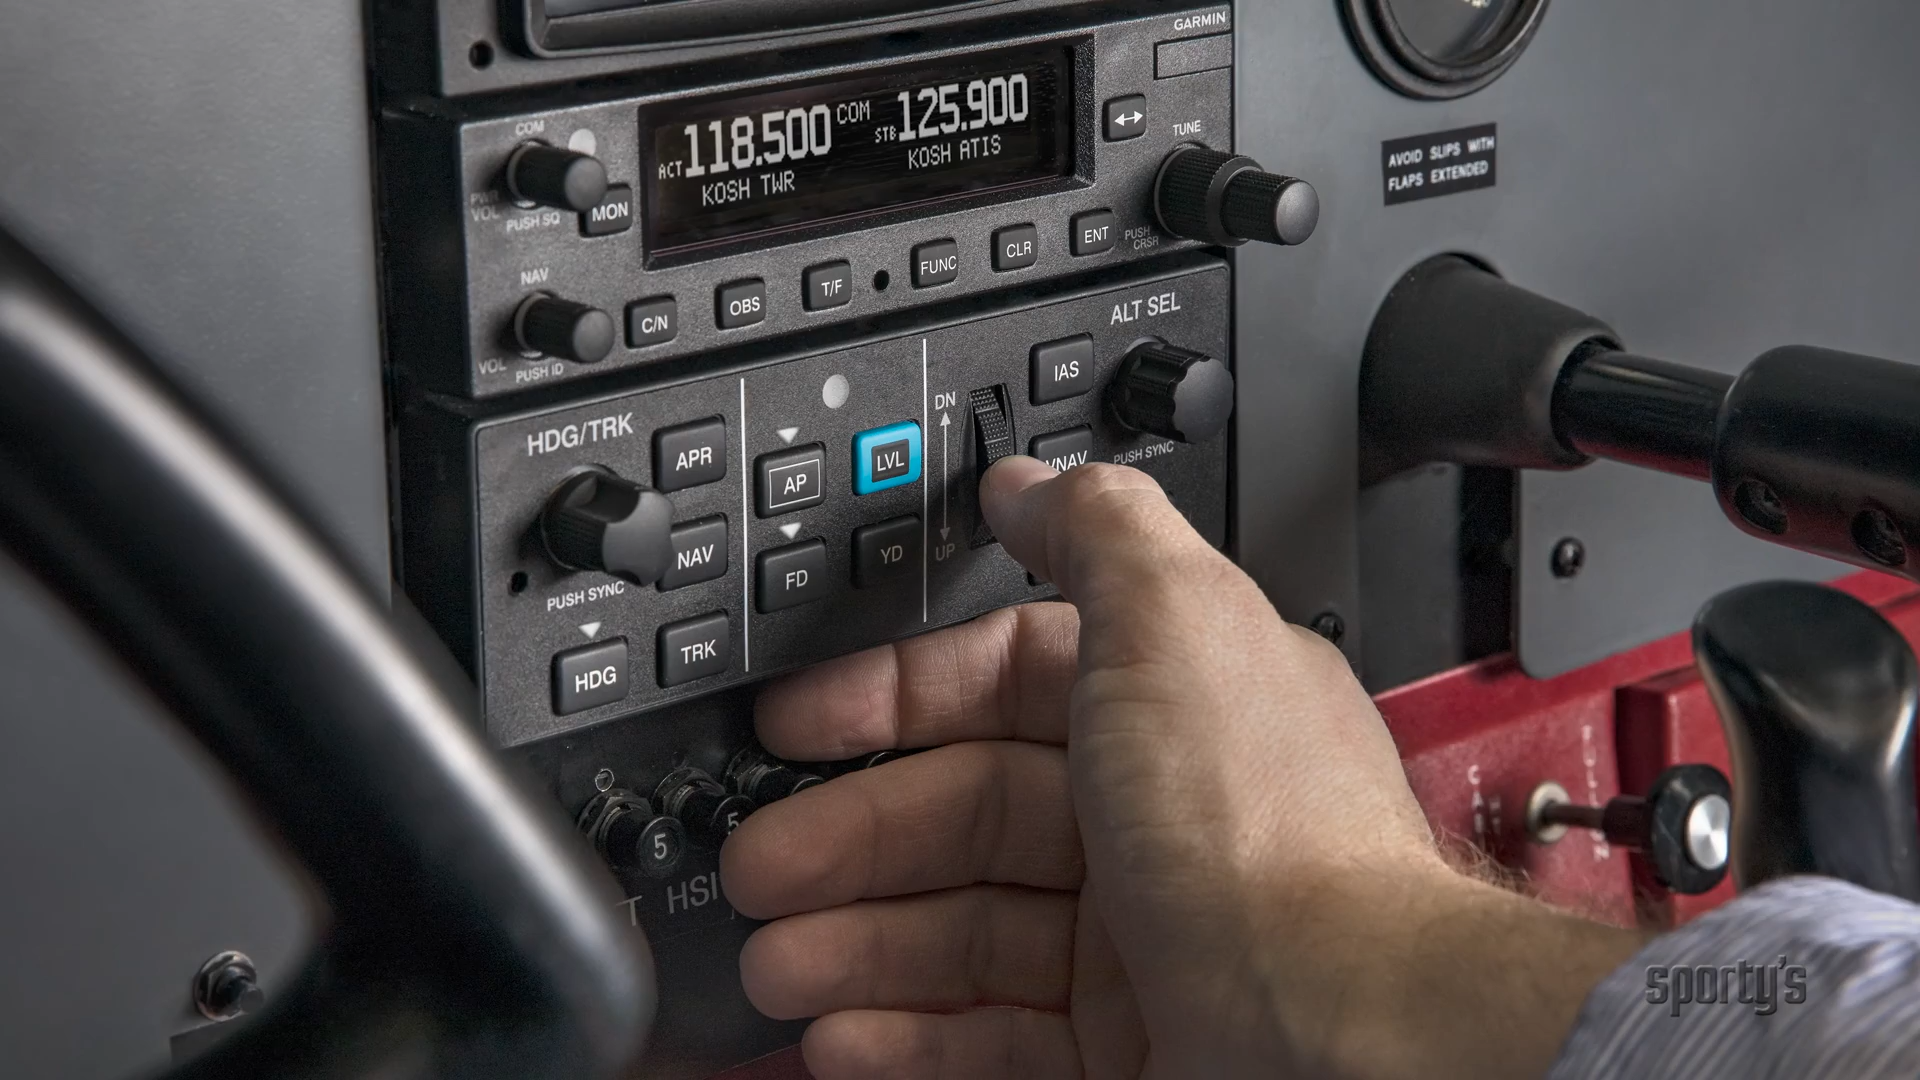 GARMIN
118.500 COM 125.900
ACT STB
KOSH TWR KOSH ATIS
COM
PWR
VOL
PUSH SQ
MON
TUNE
PUSH
CRSR
NAV
VOL
PUSH ID
C/N OBS T/F FUNC CLR ENT
AVOID SLIPS WITH
FLAPS EXTENDED
HDG/TRK
PUSH SYNC
APR
NAV
HDG
TRK
AP
LVL
FD
YD
DN
UP
IAS
VNAV
ALT SEL
PUSH SYNC
5
5
HSI
sporty's